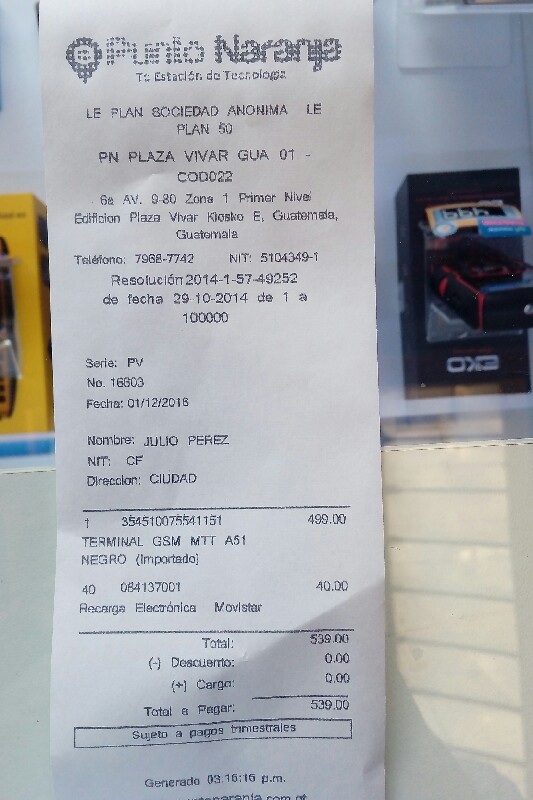 Punto Naranja
Tu Estación de Tecnología
LE PLAN SOCIEDAD ANONIMA LE
PLAN 50
PN PLAZA VIVAR GUA 01 -
COD022
6a AV. 9-80 Zona 1 Primer Nivel
Edificion Plaza Vivar Kiosko E, Guatemala,
Guatemala
Teléfono: 7968-7742 NIT: 5104349-1
Resolución2014-1-57-49252
de fecha 29-10-2014 de 1 a
100000
Serie: PV
No. 16603
Fecha: 01/12/2016
Nombre: JULIO PEREZ
NIT: CF
Direccion: CIUDAD
1 354510075541151 499.00
TERMINAL GSM MTT A51
NEGRO (Importado)
40 084137001 40.00
Recarga Electrónica Movistar
Total: 539.00
(-) Descuento: 0.00
(+) Cargo: 0.00
Total a Pagar: 539.00
Sujeto a pagos trimestrales
Generado 03:16:16 p.m.
EKO